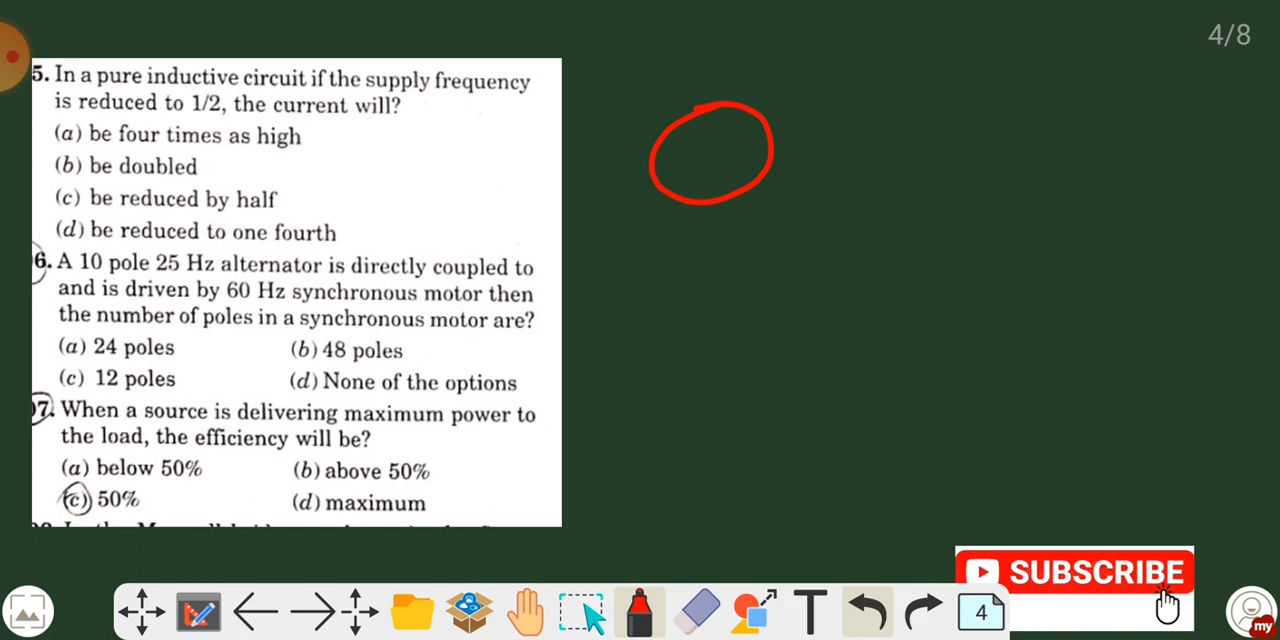 4/8
5. In a pure inductive circuit if the supply frequency
is reduced to 1/2, the current will?
(a) be four times as high
(b) be doubled
(c) be reduced by half
(d) be reduced to one fourth
6. A 10 pole 25 Hz alternator is directly coupled to
and is driven by 60 Hz synchronous motor then
the number of poles in a synchronous motor are?
(a) 24 poles (b) 48 poles
(c) 12 poles (d) None of the options
07. When a source is delivering maximum power to
the load, the efficiency will be?
(a) below 50% (b) above 50%
(c) 50% (d) maximum
SUBSCRIBE
T
4
my